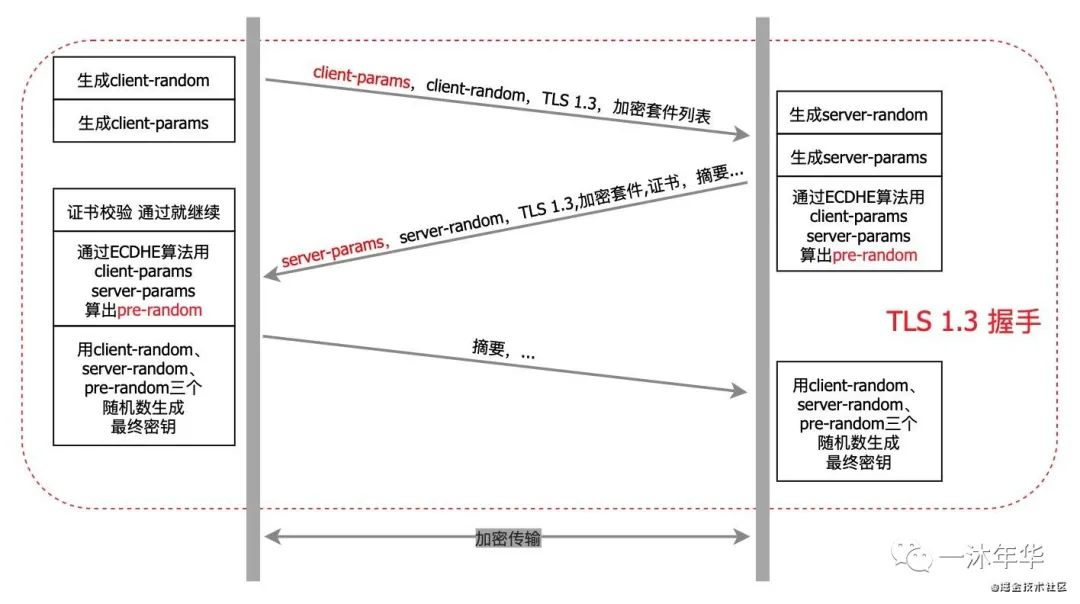 生成client-random
生成client-params
client-params，client-random，TLS 1.3，加密套件列表
生成server-random
生成server-params
通过ECDHE算法用
client-params
server-params
算出pre-random
server-params，server-random，TLS 1.3,加密套件,证书，摘要...
证书校验 通过就继续
通过ECDHE算法用
client-params
server-params
算出pre-random
用client-random、
server-random、
pre-random三个
随机数生成
最终密钥
TLS 1.3 握手
摘要，...
用client-random、
server-random、
pre-random三个
随机数生成
最终密钥
加密传输
一沐年华
@掘金技术社区